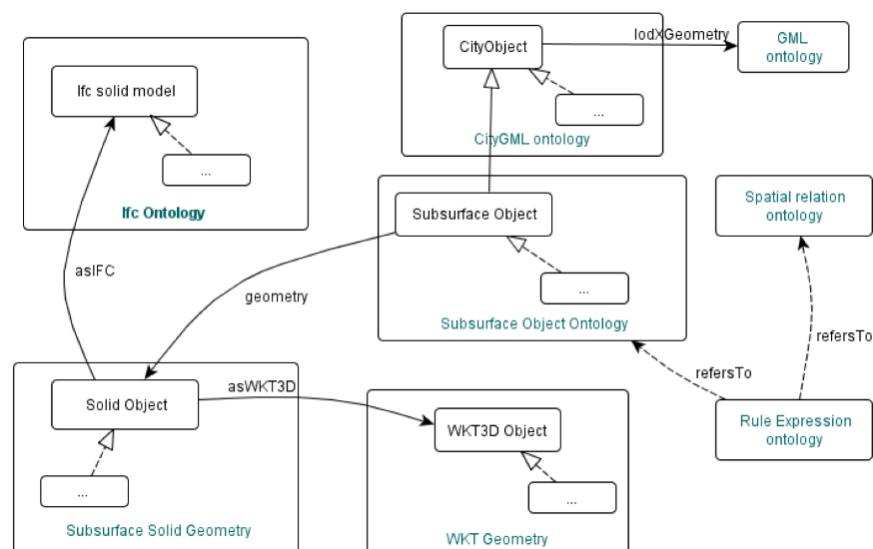 CityObject
lodXGeometry
GML
ontology
Ifc solid model
...
CityGML ontology
...
Ifc Ontology
Spatial relation
ontology
Subsurface Object
asIFC
geometry
...
Subsurface Object Ontology
refersTo
refersTo
Solid Object
asWKT3D
WKT3D Object
Rule Expression
ontology
...
...
Subsurface Solid Geometry
WKT Geometry